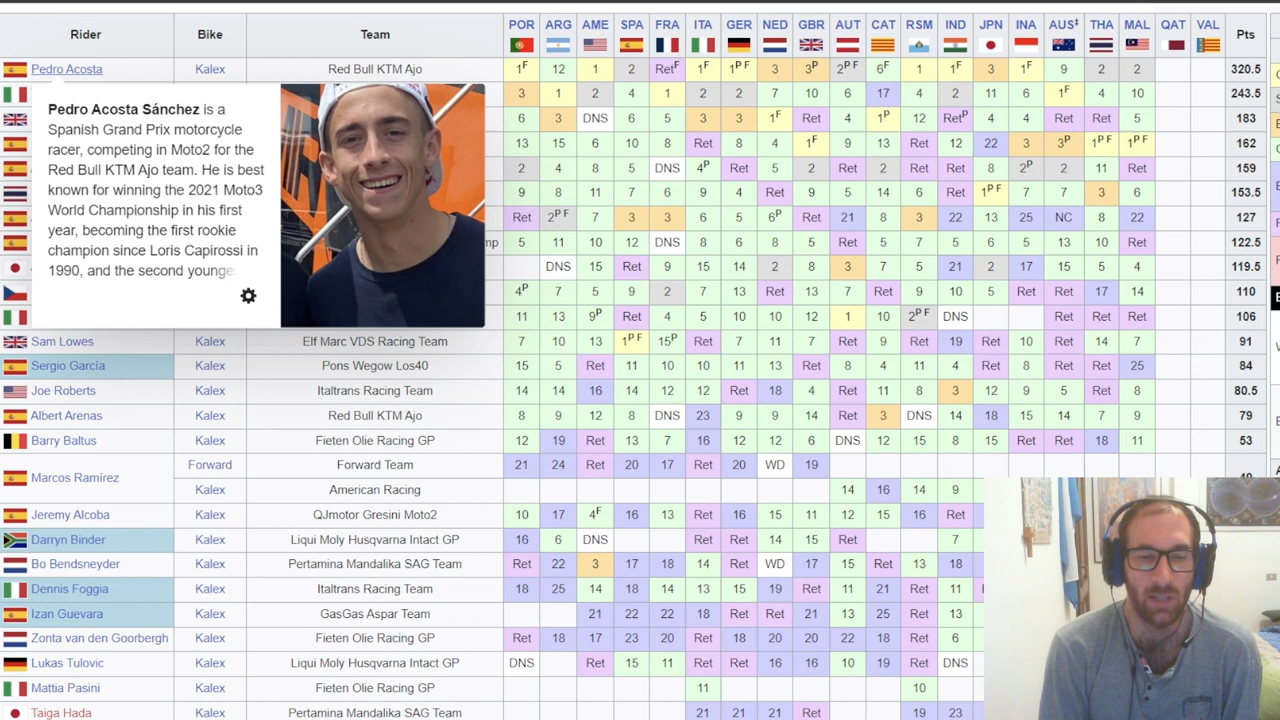 Rider Bike Team POR ARG AME SPA FRA ITA GER NED GBR AUT CAT RSM IND JPN INA AUS‡ THA MAL QAT VAL Pts
Pedro Acosta Kalex Red Bull KTM Ajo 1F 12 1 2 RetF 1F 1P F 3 3P 2P F 6F 1 1F 3 1F 9 2 2 320.5
3 1 2 4 1 2 2 7 10 6 17 4 2 11 6 1F 4 10 243.5
6 3 DNS 6 5 3 3 1F Ret 4 1P 12 RetP 4 4 Ret Ret 5 183
13 15 6 10 8 Ret 8 4 1F 9 13 Ret 12 22 3 3P 1P F 1P F 162
2 4 8 5 DNS 4P Ret 5 2 Ret 2 2 Ret 6 2P 2 11 Ret 159
9 8 11 7 6 9 4 Ret 9 5 14 6 Ret 1P F 7 7 3 6 153.5
Ret 2P F 7 3 3 6 5 6P Ret 21 8 3 22 13 25 NC 8 22 127
mp 5 11 10 12 DNS 8 6 8 5 Ret 5 7 5 6 5 13 10 Ret 122.5
DNS 15 Ret 9 15 14 2 8 3 7 5 21 2 17 15 5 4 119.5
4P 7 5 9 2 7 13 Ret 13 7 Ret 9 10 5 Ret Ret 17 14 110
11 13 9P Ret 4 5 10 10 12 1 10 2P F DNS Ret Ret Ret 106
Pedro Acosta Sánchez is a
Spanish Grand Prix motorcycle
racer, competing in Moto2 for the
Red Bull KTM Ajo team. He is best
known for winning the 2021 Moto3
World Championship in his first
year, becoming the first rookie
champion since Loris Capirossi in
1990, and the second younge
Sam Lowes Kalex Elf Marc VDS Racing Team 7 10 13 1P F 15P Ret 7 11 7 Ret 9 Ret 19 Ret 10 Ret 14 7 91
Sergio García Kalex Pons Wegow Los40 15 5 Ret 11 10 10 11 13 Ret 8 4 11 4 Ret 8 Ret Ret 25 84
Joe Roberts Kalex Italtrans Racing Team 14 14 16 14 12 12 Ret 18 4 Ret 11 8 3 12 9 5 Ret 8 80.5
Albert Arenas Kalex Red Bull KTM Ajo 8 9 12 8 DNS 23 9 9 14 Ret 3 DNS 14 18 15 14 7 9 79
Barry Baltus Kalex Fieten Olie Racing GP 12 19 Ret 13 7 16 12 12 6 DNS 12 15 8 15 Ret Ret 18 11 53
Marcos Ramírez Forward Forward Team 21 24 Ret 20 17 Ret 20 WD 19
Kalex American Racing 14 16 14 9
Jeremy Alcoba Kalex QJmotor Gresini Moto2 10 17 4F 16 13 Ret 16 15 11 12 15 16 Ret
Darryn Binder Kalex Liqui Moly Husqvarna Intact GP 16 6 DNS Ret Ret 14 15 Ret 7
Bo Bendsneyder Kalex Pertamina Mandalika SAG Team Ret 22 3 17 18 14 Ret WD 17 15 Ret 13 18
Dennis Foggia Kalex Italtrans Racing Team 18 25 14 18 14 13 15 19 Ret 11 21 Ret 11
Izan Guevara Kalex GasGas Aspar Team 21 22 22 18 Ret Ret 21 13 25 Ret 13
Zonta van den Goorbergh Kalex Fieten Olie Racing GP Ret 18 17 23 20 Ret 18 20 20 22 18 Ret 6
Lukas Tulovic Kalex Liqui Moly Husqvarna Intact GP DNS Ret 15 11 Ret Ret 16 16 10 19 Ret DNS
Mattia Pasini Kalex Fieten Olie Racing GP 11 10
Taiga Hada Kalex Pertamina Mandalika SAG Team 21 21 21 Ret 19 23